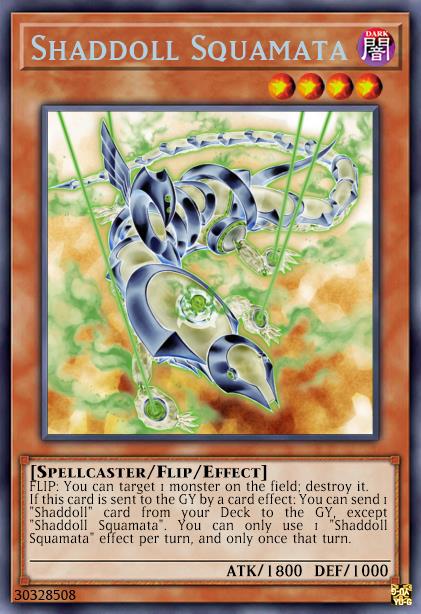 Shaddoll Squamata
DARK
闇
[Spellcaster/Flip/Effect]
FLIP: You can target 1 monster on the field; destroy it.
If this card is sent to the GY by a card effect: You can send 1
"Shaddoll" card from your Deck to the GY, except
"Shaddoll Squamata". You can only use 1 "Shaddoll
Squamata" effect per turn, and only once that turn.
ATK/1800 DEF/1000
30328508